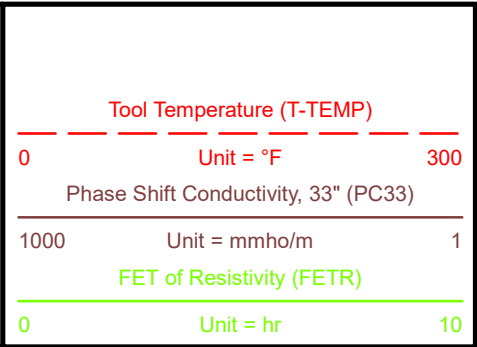 Tool Temperature (T-TEMP)
0 Unit = °F 300
Phase Shift Conductivity, 33" (PC33)
1000 Unit = mmho/m 1
FET of Resistivity (FETR)
0 Unit = hr 10